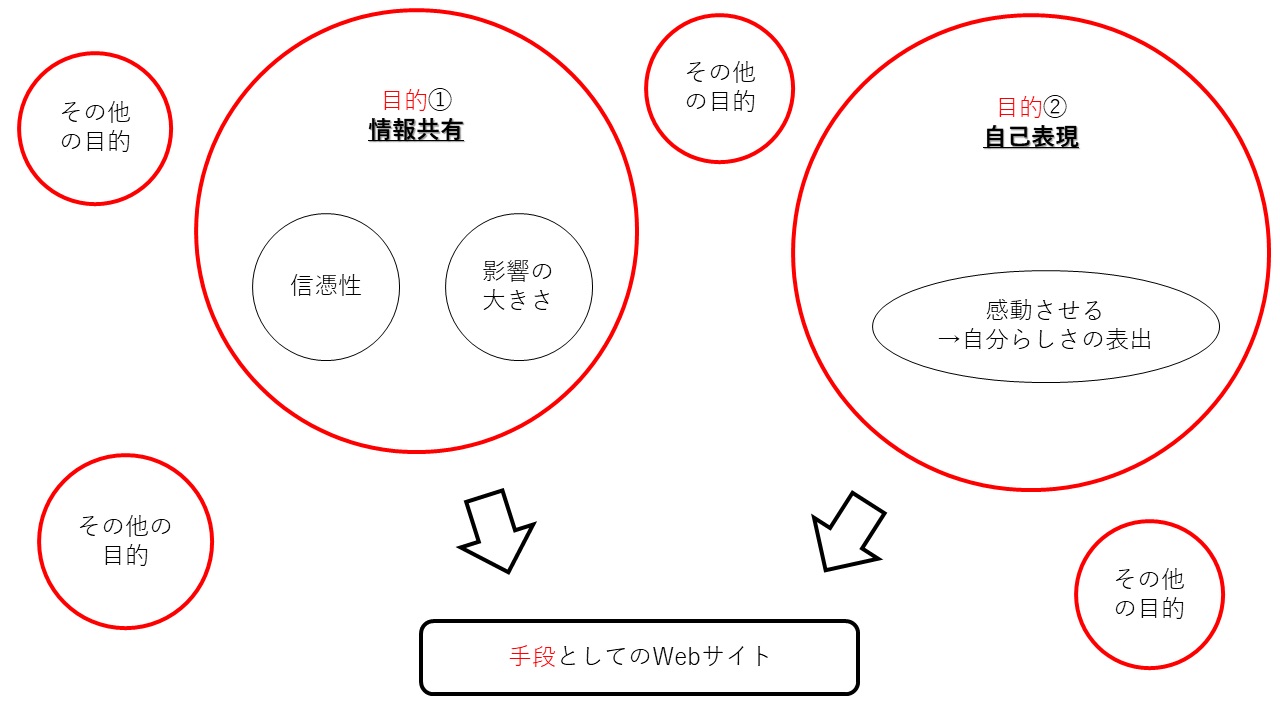 その他
の目的
目的①
情報共有
信憑性
影響の
大きさ
その他
の目的
目的②
自己表現
感動させる
→自分らしさの表出
その他の
目的
その他
の目的
手段としてのWebサイト